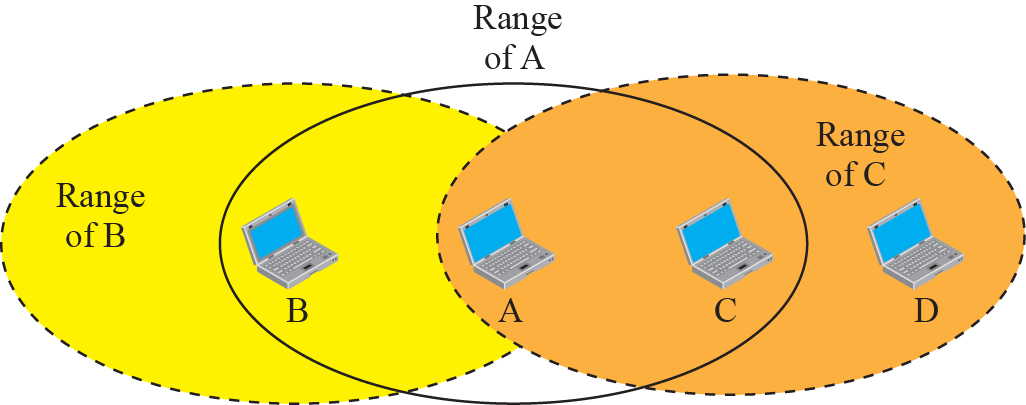 Range
of A
Range
of B
Range
of C
B
A
C
D